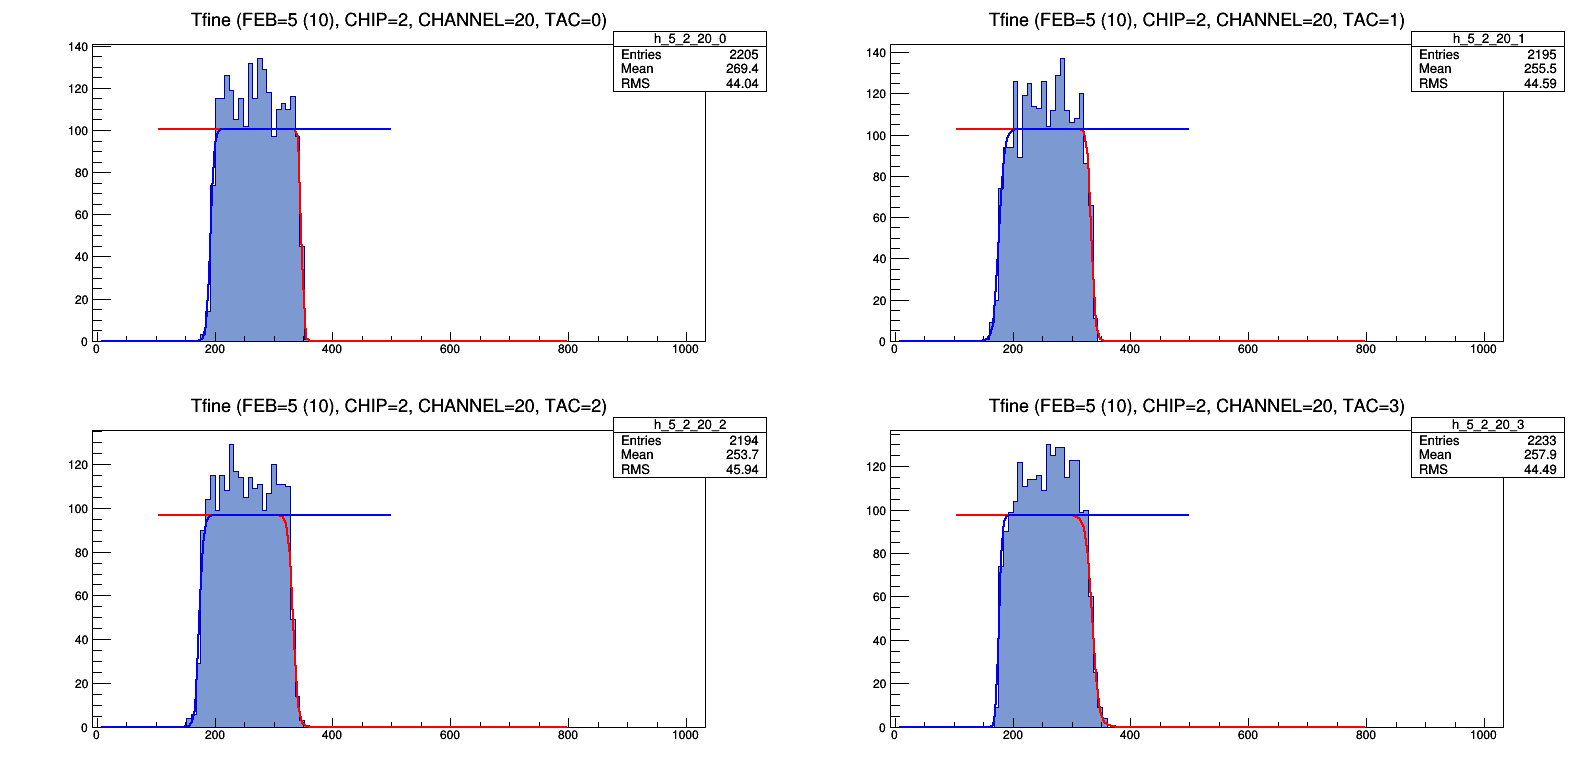 Tfine (FEB=5 (10), CHIP=2, CHANNEL=20, TAC=0)
h_5_2_20_0
Entries 2205
Mean 269.4
RMS 44.04
140
120
100
80
60
40
20
0
0 200 400 600 800 1000
Tfine (FEB=5 (10), CHIP=2, CHANNEL=20, TAC=1)
h_5_2_20_1
Entries 2195
Mean 255.5
RMS 44.59
140
120
100
80
60
40
20
0
0 200 400 600 800 1000
Tfine (FEB=5 (10), CHIP=2, CHANNEL=20, TAC=2)
h_5_2_20_2
Entries 2194
Mean 253.7
RMS 45.94
120
100
80
60
40
20
0
0 200 400 600 800 1000
Tfine (FEB=5 (10), CHIP=2, CHANNEL=20, TAC=3)
h_5_2_20_3
Entries 2233
Mean 257.9
RMS 44.49
120
100
80
60
40
20
0
0 200 400 600 800 1000